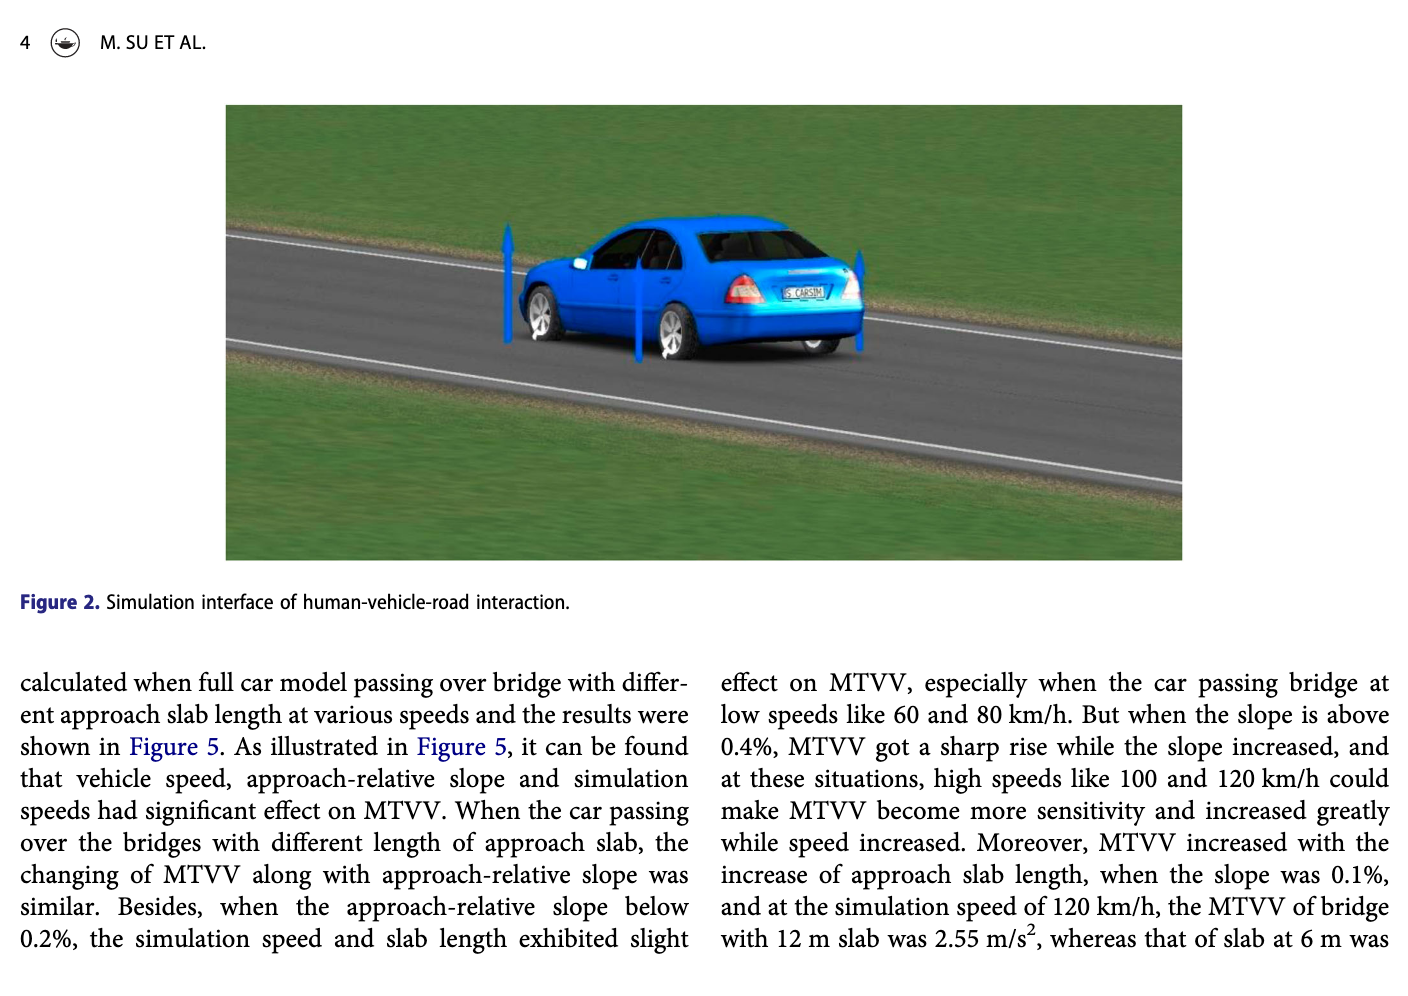 4 M. SU ET AL.
S CARSIM
Figure 2. Simulation interface of human-vehicle-road interaction.
calculated when full car model passing over bridge with differ-
ent approach slab length at various speeds and the results were
shown in Figure 5. As illustrated in Figure 5, it can be found
that vehicle speed, approach-relative slope and simulation
speeds had significant effect on MTVV. When the car passing
over the bridges with different length of approach slab, the
changing of MTVV along with approach-relative slope was
similar. Besides, when the approach-relative slope below
0.2%, the simulation speed and slab length exhibited slight
effect on MTVV, especially when the car passing bridge at
low speeds like 60 and 80 km/h. But when the slope is above
0.4%, MTVV got a sharp rise while the slope increased, and
at these situations, high speeds like 100 and 120 km/h could
make MTVV become more sensitivity and increased greatly
while speed increased. Moreover, MTVV increased with the
increase of approach slab length, when the slope was 0.1%,
and at the simulation speed of 120 km/h, the MTVV of bridge
with 12 m slab was 2.55 m/s², whereas that of slab at 6 m was